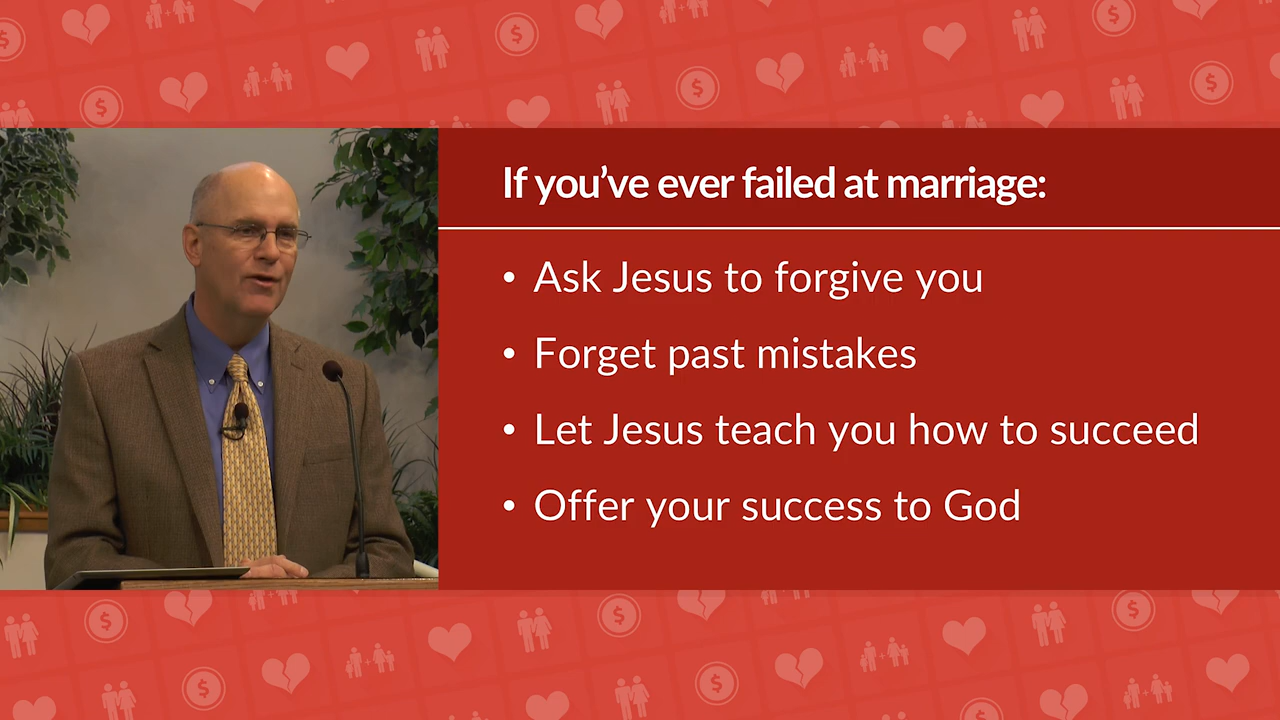 If you’ve ever failed at marriage:
• Ask Jesus to forgive you
• Forget past mistakes
• Let Jesus teach you how to succeed
• Offer your success to God